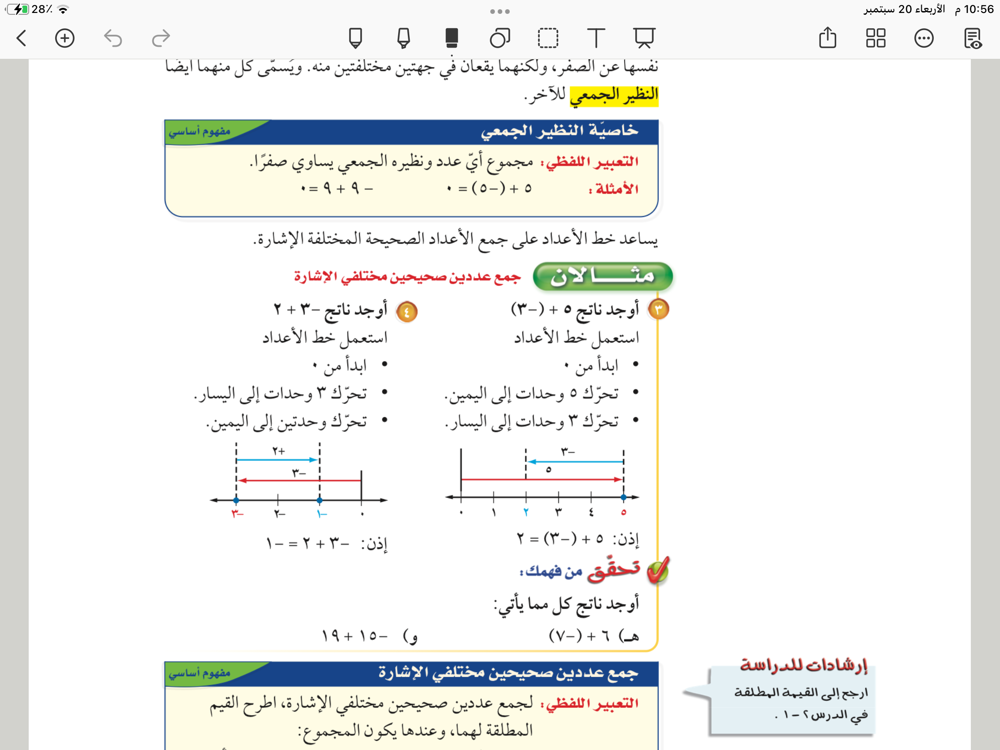 10:56 م الأربعاء 20 سبتمبر
28٪
نفسها عن الصفر، ولكنهما يقعان في جهتين مختلفتين منه. ويُسمَّى كل منهما أيضًا
النظير الجمعي للآخر.
خاصيّة النظير الجمعي
مفهوم أساسي
التعبير اللفظي: مجموع أيّ عدد ونظيره الجمعي يساوي صفرًا.
الأمثلة: ٥ + (–٥) = ٠ – ٩ + ٩ = ٠
يساعد خط الأعداد على جمع الأعداد الصحيحة المختلفة الإشارة.
مثــالان جمع عددين صحيحين مختلفي الإشارة
٣ أوجد ناتج ٥ + (–٣)
استعمل خط الأعداد
• ابدأ من ٠
• تحرّك ٥ وحدات إلى اليمين.
• تحرّك ٣ وحدات إلى اليسار.
–٣
٥
٠ ١ ٢ ٣ ٤ ٥
إذن: ٥ + (–٣) = ٢
٤ أوجد ناتج –٣ + ٢
استعمل خط الأعداد
• ابدأ من ٠
• تحرّك ٣ وحدات إلى اليسار.
• تحرّك وحدتين إلى اليمين.
+٢
–٣
–٣ –٢ –١ ٠
إذن: –٣ + ٢ = –١
تحقّق من فهمك:
أوجد ناتج كل مما يأتي:
هـ) ٦ + (–٧) و) –١٥ + ١٩
جمع عددين صحيحين مختلفي الإشارة
مفهوم أساسي
التعبير اللفظي: لجمع عددين صحيحين مختلفي الإشارة، اطرح القيم
المطلقة لهما، وعندها يكون المجموع:
إرشادات للدراسة
ارجع إلى القيمة المطلقة
في الدرس ٢–١ .